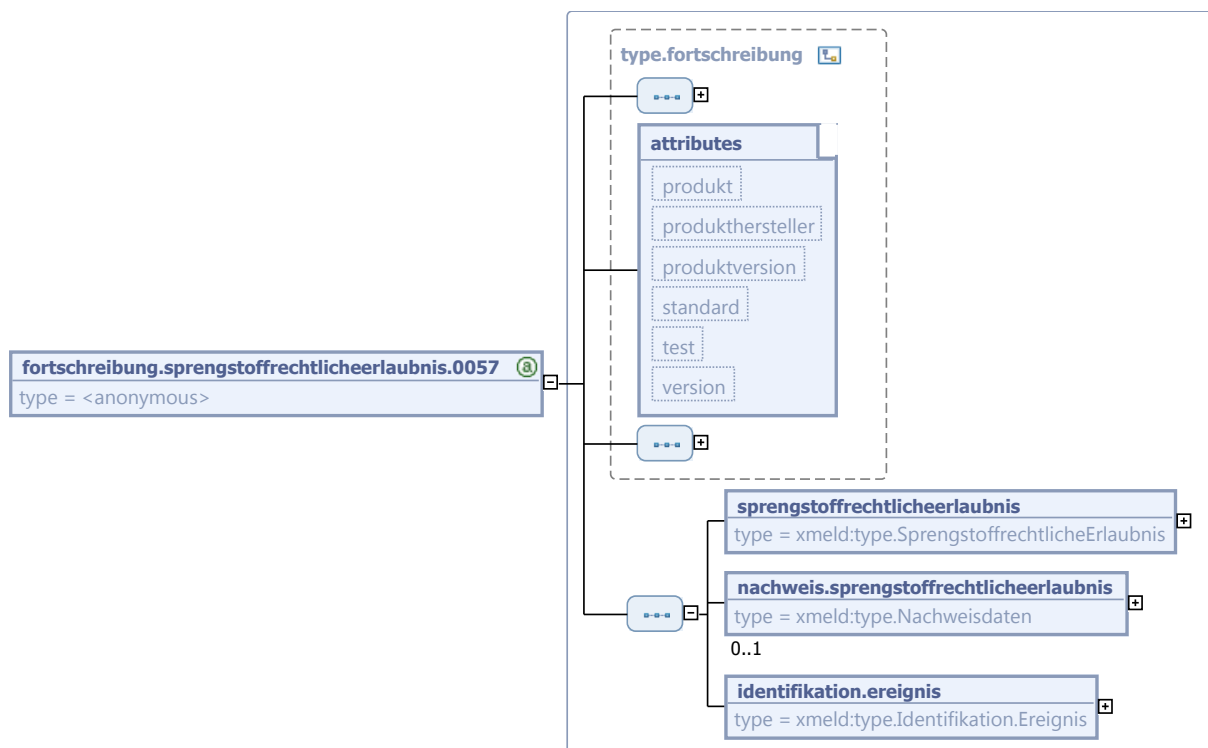 type.fortschreibung
attributes
produkt
produkthersteller
produktversion
standard
test
version
fortschreibung.sprengstoffrechtlicheerlaubnis.0057
type = <anonymous>
sprengstoffrechtlicheerlaubnis
type = xmeld:type.SprengstoffrechtlicheErlaubnis
nachweis.sprengstoffrechtlicheerlaubnis
type = xmeld:type.Nachweisdaten
0..1
identifikation.ereignis
type = xmeld:type.Identifikation.Ereignis